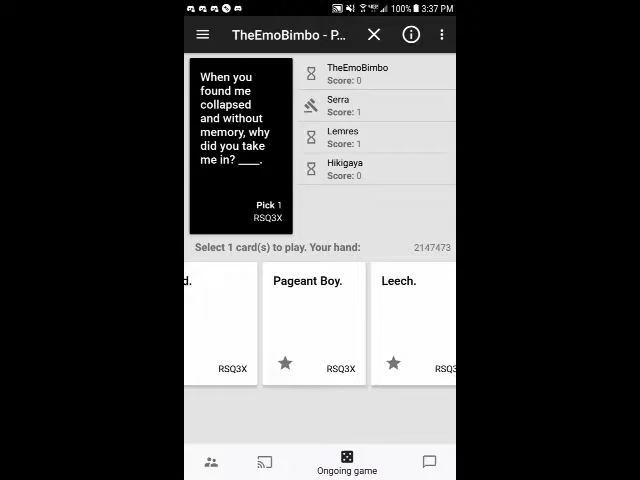 100% 3:37 PM
TheEmoBimbo - P...
When you
found me
collapsed
and without
memory, why
did you take
me in? ____.
Pick 1
RSQ3X
TheEmoBimbo
Score: 0
Serra
Score: 1
Lemres
Score: 1
Hikigaya
Score: 0
Select 1 card(s) to play. Your hand: 2147473
d.
RSQ3X
Pageant Boy.
RSQ3X
Leech.
RSQ3
Ongoing game